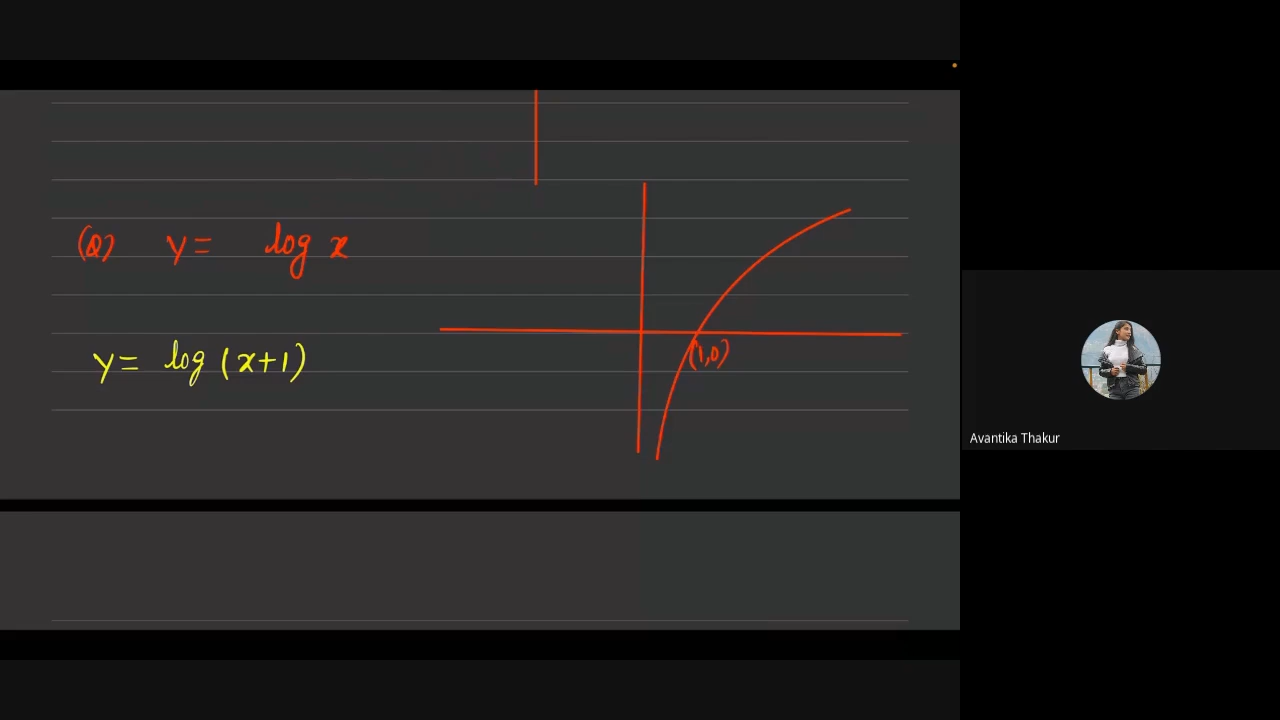 (Q) y = log x
(1,0)
y = log (x+1)
Avantika Thakur